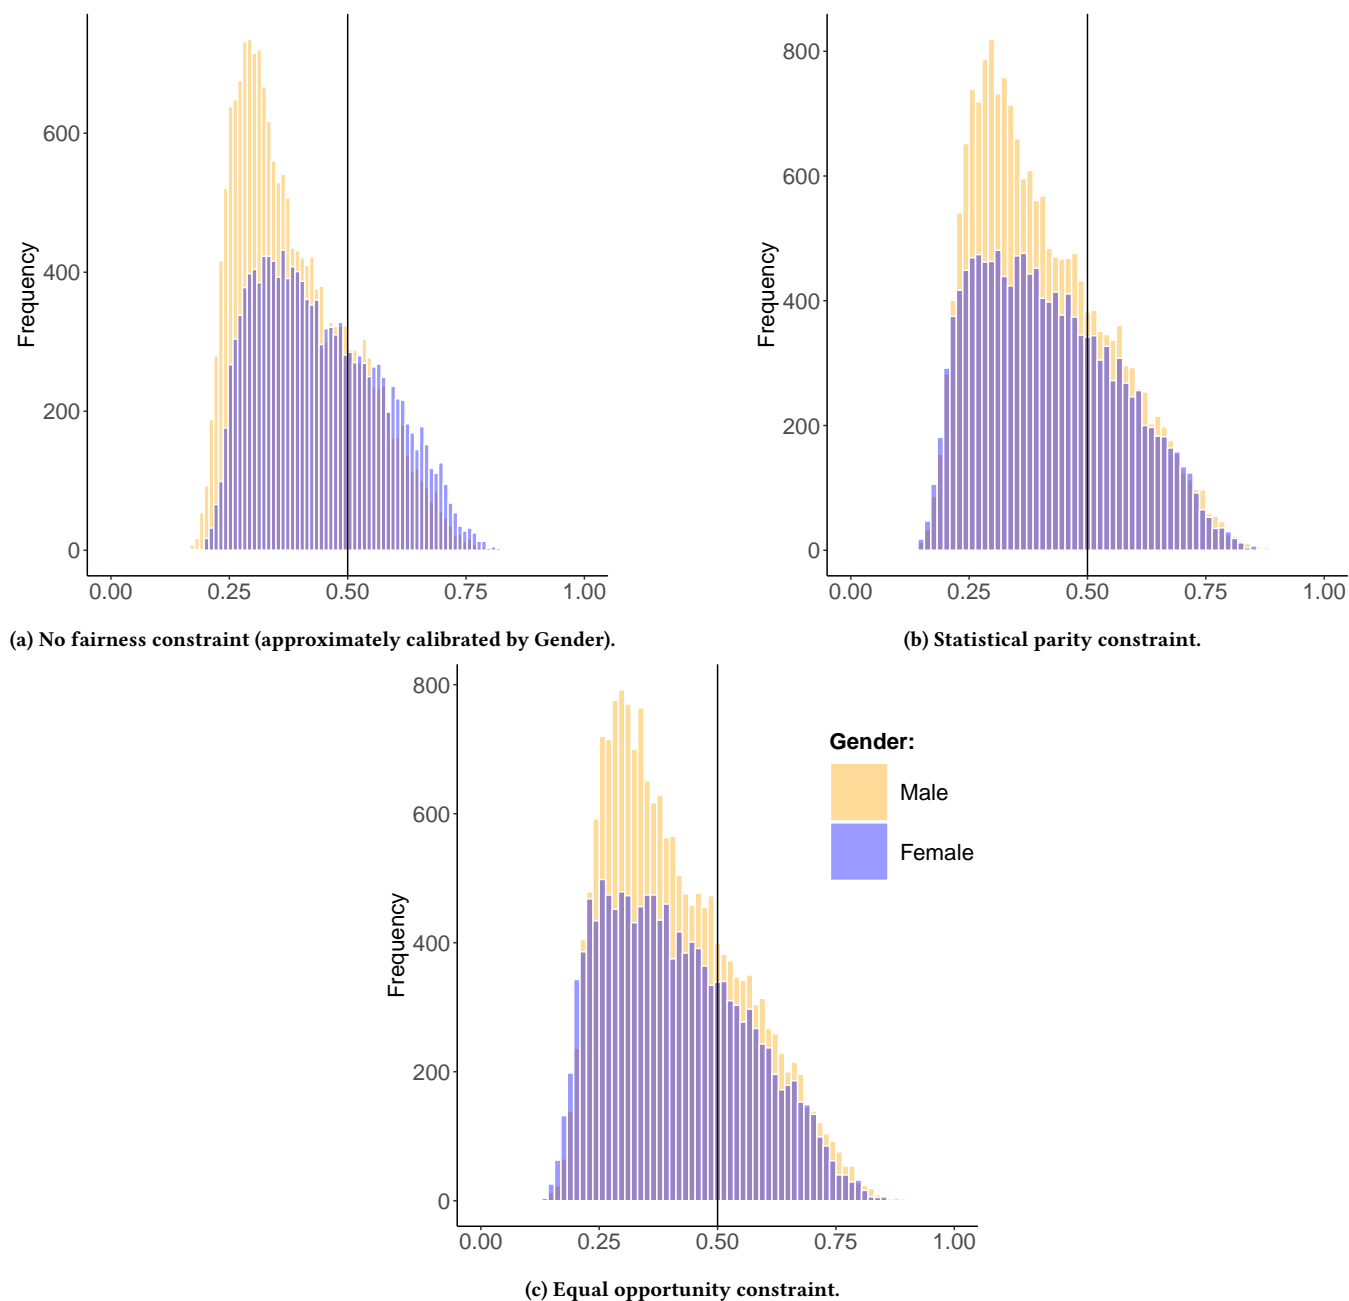 Frequency
600
400
200
0
0.00 0.25 0.50 0.75 1.00
(a) No fairness constraint (approximately calibrated by Gender).
Frequency
800
600
400
200
0
0.00 0.25 0.50 0.75 1.00
(b) Statistical parity constraint.
Frequency
800
600
400
200
0
0.00 0.25 0.50 0.75 1.00
Gender:
Male
Female
(c) Equal opportunity constraint.